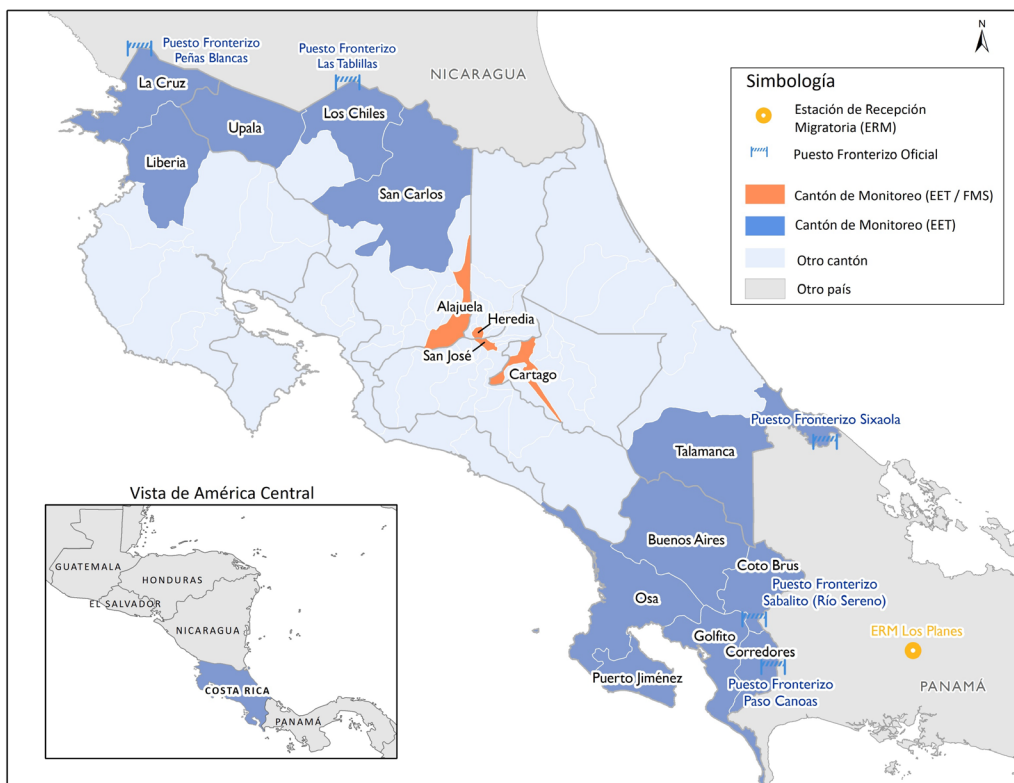 Puesto Fronterizo
Peñas Blancas
Puesto Fronterizo
Las Tablillas
NICARAGUA
N
La Cruz
Upala
Los Chiles
Liberia
San Carlos
Simbología
Estación de Recepción
Migratoria (ERM)
Puesto Fronterizo Oficial
Cantón de Monitoreo (EET / FMS)
Cantón de Monitoreo (EET)
Otro cantón
Otro país
Alajuela
Heredia
San José
Cartago
Puesto Fronterizo Sixaola
Talamanca
Buenos Aires
Coto Brus
Puesto Fronterizo
Sabalito (Río Sereno)
Osa
Golfito
Corredores
ERM Los Planes
Puerto Jiménez
Puesto Fronterizo
Paso Canoas
PANAMÁ
Vista de América Central
GUATEMALA
HONDURAS
EL SALVADOR
NICARAGUA
COSTA RICA
PANAMÁ